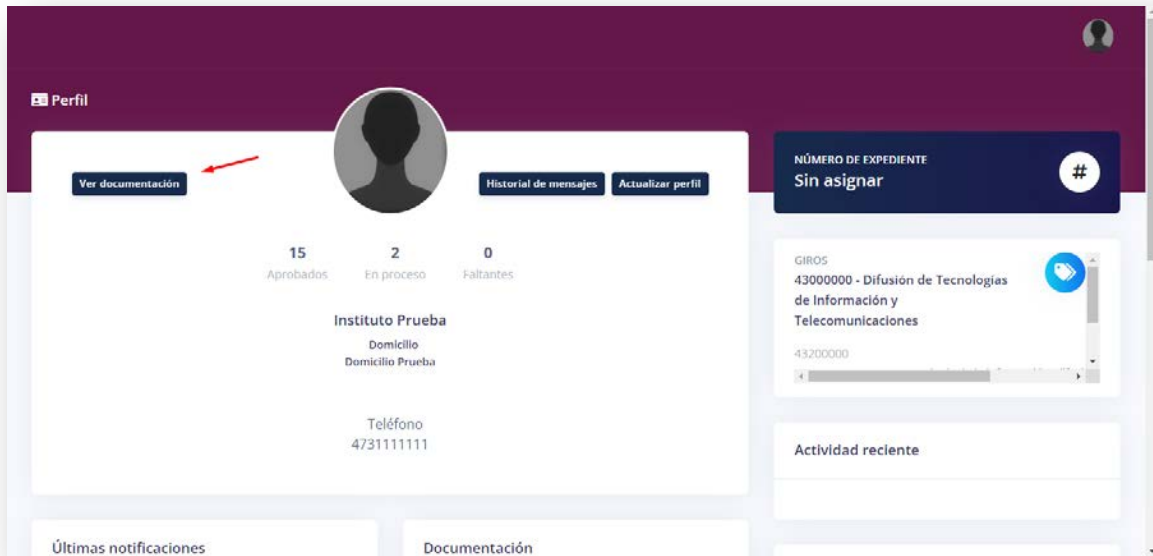 Perfil
Ver documentación
Historial de mensajes
Actualizar perfil
15
2
0
Aprobados
En proceso
Faltantes
Instituto Prueba
Domicilio
Domicilio Prueba
Teléfono
4731111111
NÚMERO DE EXPEDIENTE
Sin asignar
#
GIROS
43000000 - Difusión de Tecnologías
de Información y
Telecomunicaciones
43200000
Actividad reciente
Últimas notificaciones
Documentación